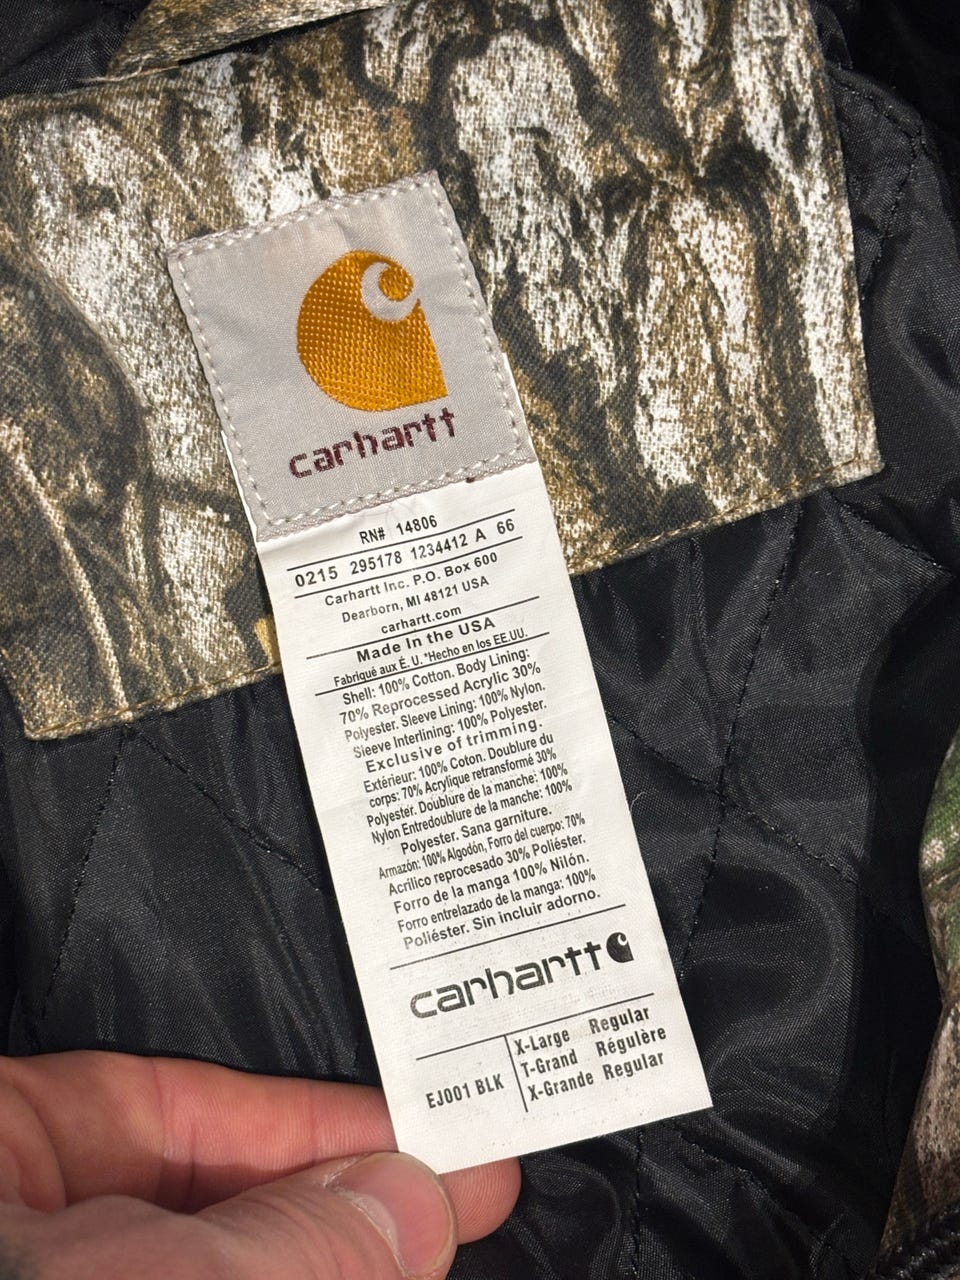 carhartt
RN# 14806
0215 295178 1234412 A 66
Carhartt Inc. P.O. Box 600
Dearborn, MI 48121 USA
carhartt.com
Made In the USA
Fabriqué aux É. U. *Hecho en los EE.UU.
Shell: 100% Cotton. Body Lining:
70% Reprocessed Acrylic 30%
Polyester. Sleeve Lining: 100% Nylon.
Sleeve Interlining: 100% Polyester.
Exclusive of trimming.
Extérieur: 100% Coton. Doublure du
corps: 70% Acrylique retransformé 30%
Polyester. Doublure de la manche: 100%
Nylon Entredoublure de la manche: 100%
Polyester. Sana garniture.
Armazón: 100% Algodón, Forro del cuerpo: 70%
Acrílico reprocesado 30% Poliéster.
Forro de la manga 100% Nilón.
Forro entrelazado de la manga: 100%
Poliéster. Sin incluir adorno.
carhartt
EJ001 BLK
X-Large Regular
T-Grand Régulère
X-Grande Regular